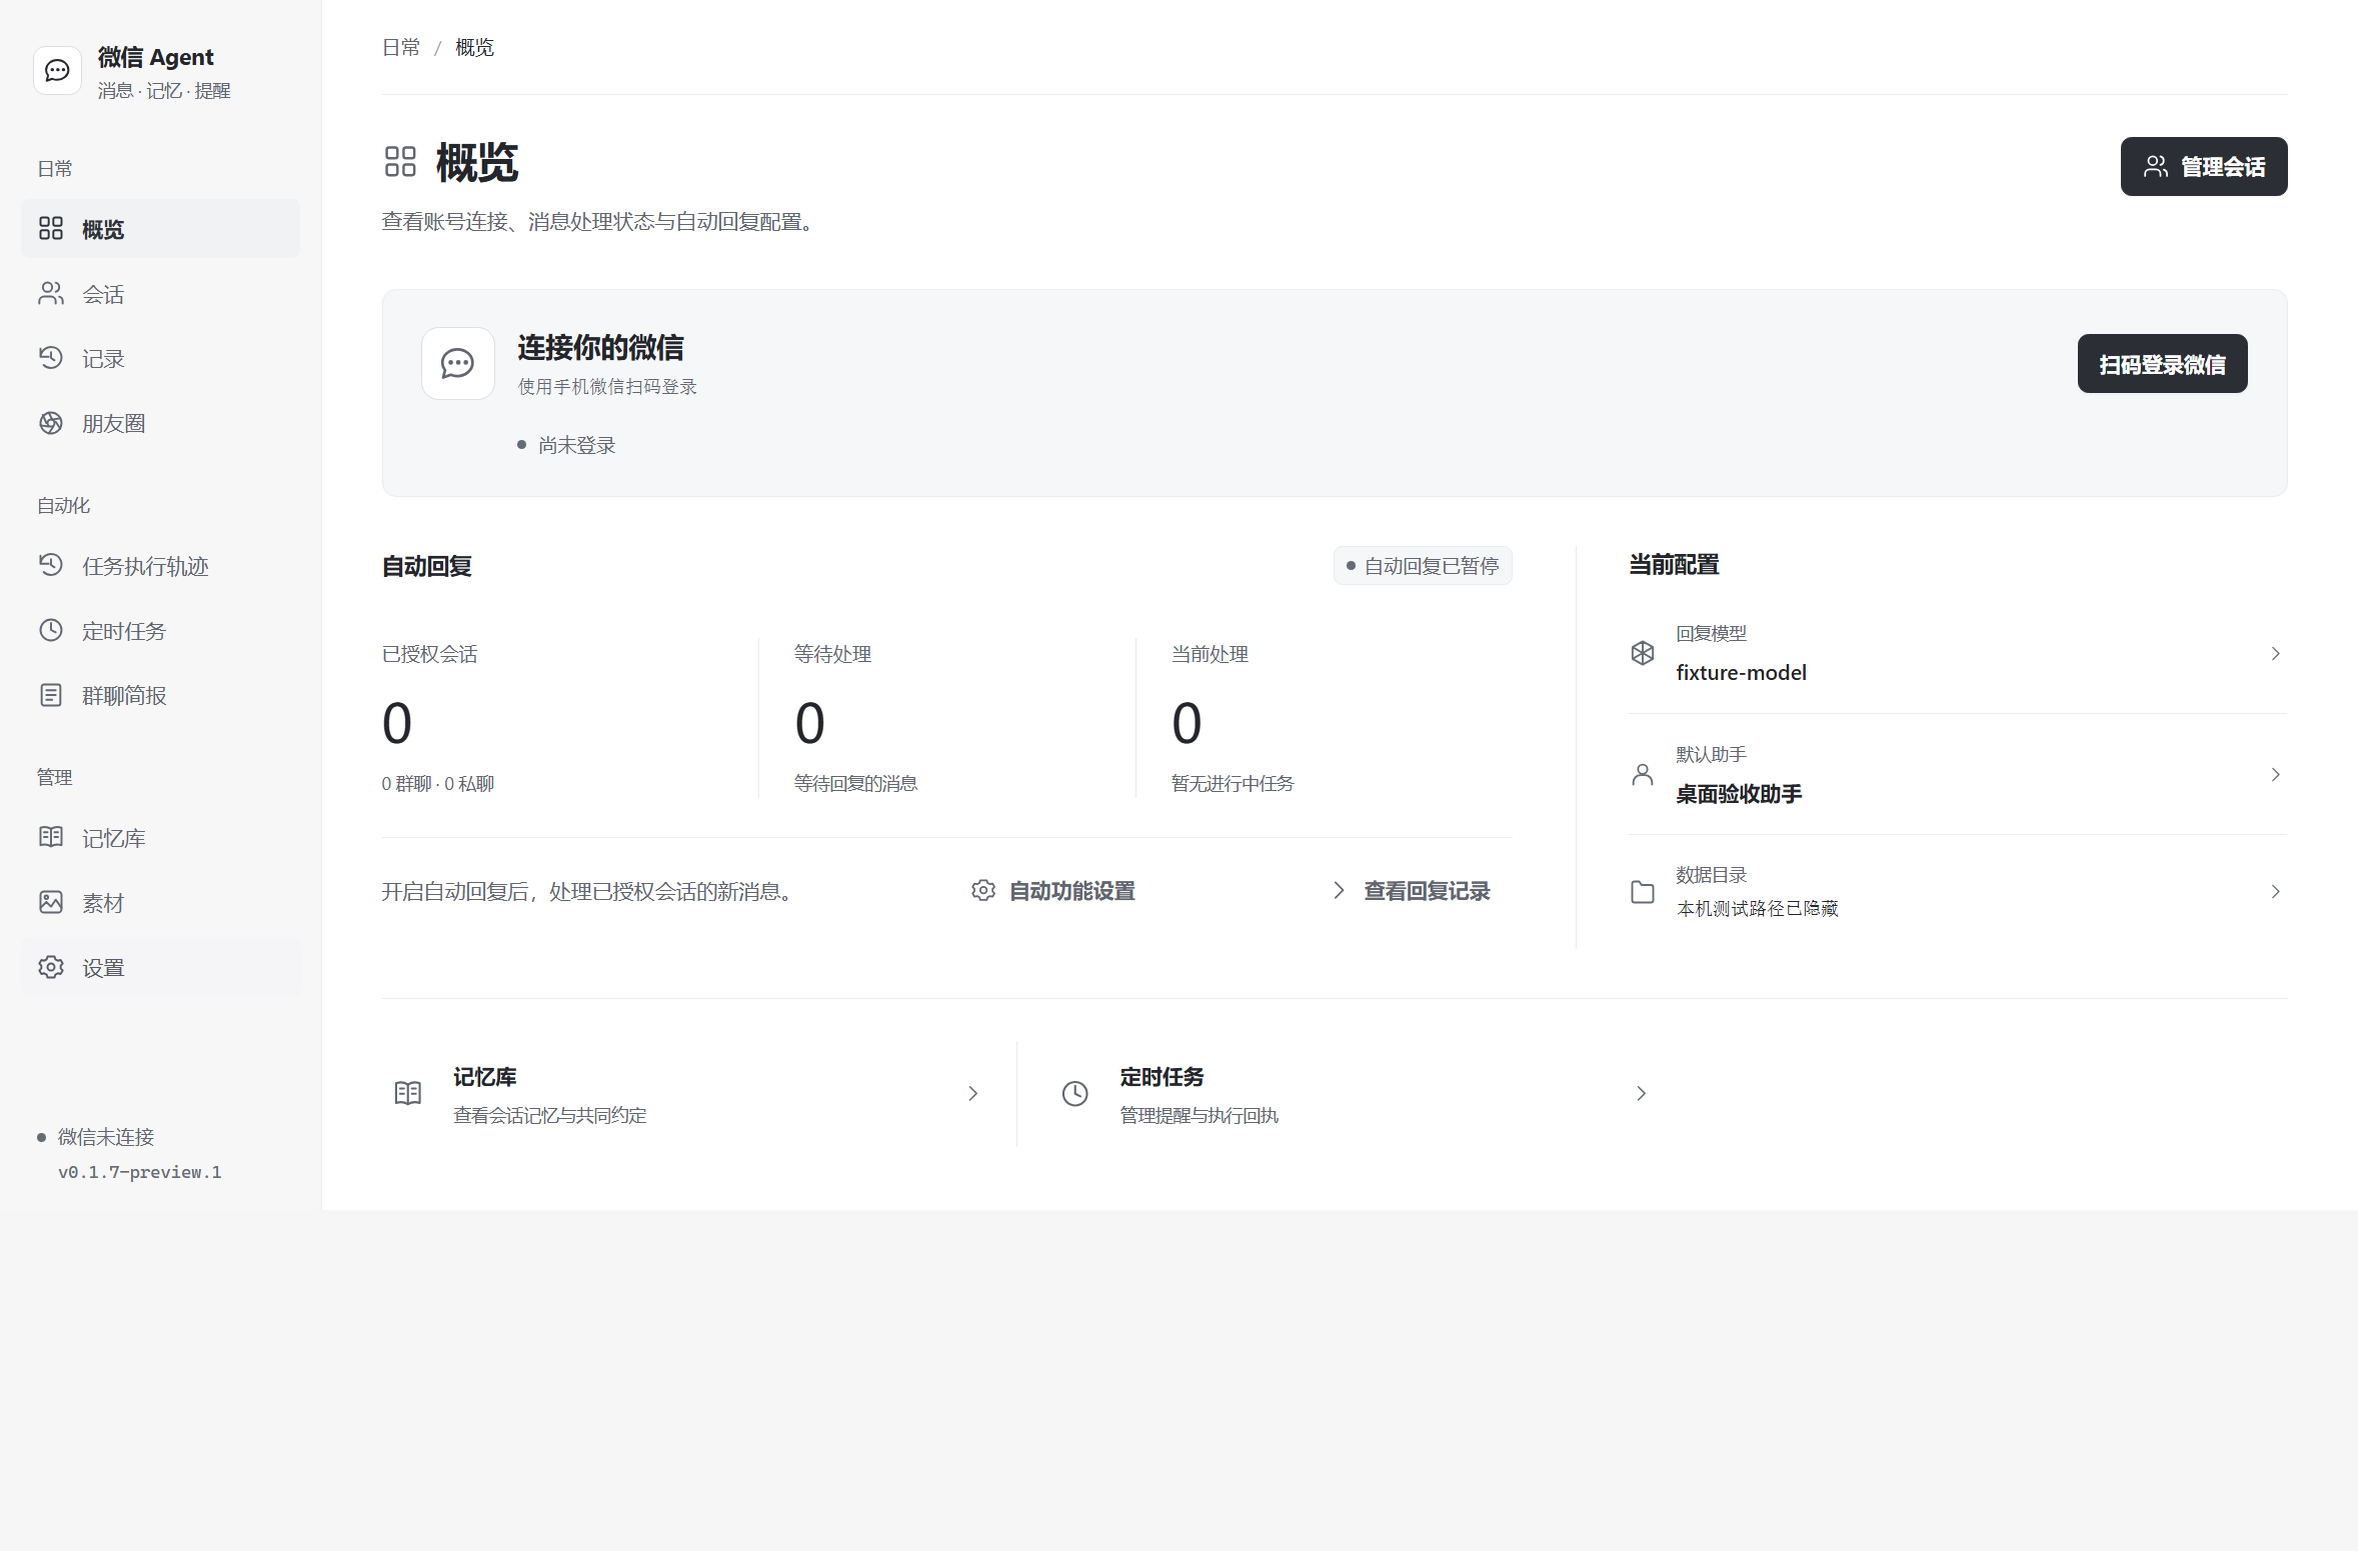 微信 Agent
消息 · 记忆 · 提醒
日常
概览
会话
记录
朋友圈
自动化
任务执行轨迹
定时任务
群聊简报
管理
记忆库
素材
设置
微信未连接
v0.1.7-preview.1
日常 / 概览
概览
管理会话
查看账号连接、消息处理状态与自动回复配置。
连接你的微信
使用手机微信扫码登录
扫码登录微信
尚未登录
自动回复
自动回复已暂停
已授权会话
0
0 群聊 · 0 私聊
等待处理
0
等待回复的消息
当前处理
0
暂无进行中任务
开启自动回复后，处理已授权会话的新消息。
自动功能设置
查看回复记录
当前配置
回复模型
fixture-model
默认助手
桌面验收助手
数据目录
本机测试路径已隐藏
记忆库
查看会话记忆与共同约定
定时任务
管理提醒与执行回执